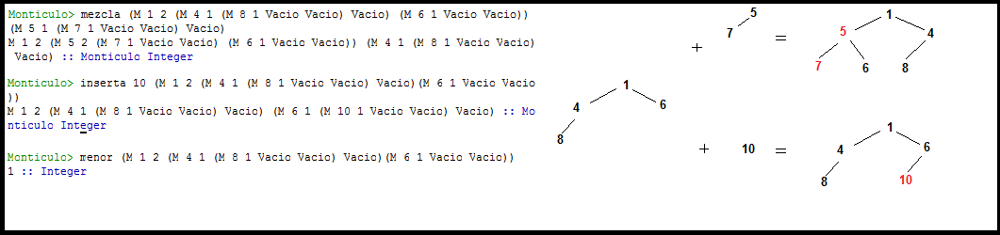 Monticulo> mezcla (M 1 2 (M 4 1 (M 8 1 Vacio Vacio) Vacio) (M 6 1 Vacio Vacio))
(M 5 1 (M 7 1 Vacio Vacio) Vacio)
M 1 2 (M 5 2 (M 7 1 Vacio Vacio) (M 6 1 Vacio Vacio)) (M 4 1 (M 8 1 Vacio Vacio)
Vacio) :: Monticulo Integer
Monticulo> inserta 10 (M 1 2 (M 4 1 (M 8 1 Vacio Vacio) Vacio)(M 6 1 Vacio Vacio
))
M 1 2 (M 4 1 (M 8 1 Vacio Vacio) Vacio) (M 6 1 (M 10 1 Vacio Vacio) Vacio) :: Mo
nticulo Integer
Monticulo> menor (M 1 2 (M 4 1 (M 8 1 Vacio Vacio) Vacio)(M 6 1 Vacio Vacio))
1 :: Integer
1
4 6
8
+
5
7
=
1
5 4
7 6 8
+ 10 =
1
4 6
8 10